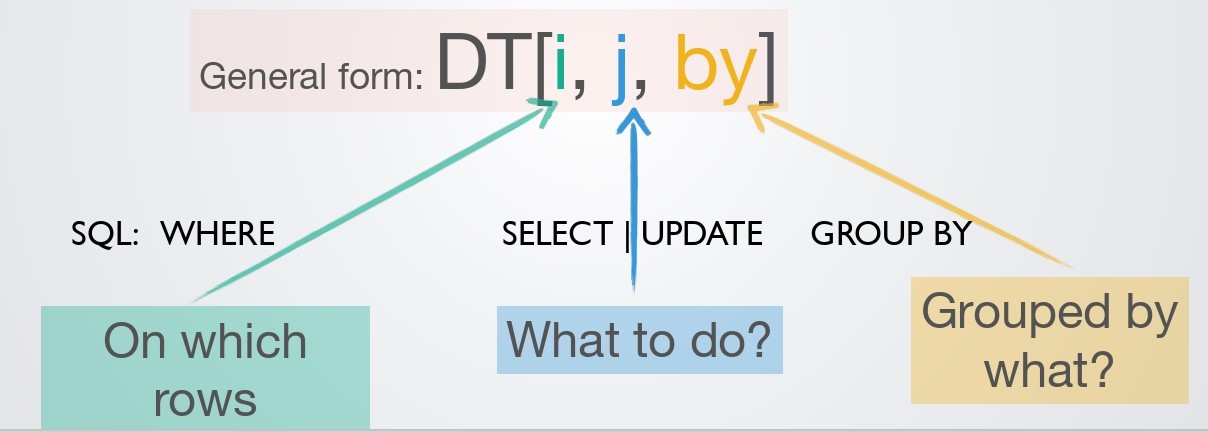 General form: DT[i, j, by]
SQL: WHERE SELECT | UPDATE GROUP BY
On which
rows
What to do?
Grouped by
what?